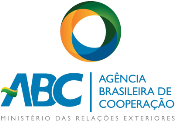 ABC
AGÊNCIA
BRASILEIRA DE
COOPERAÇÃO
MINISTÉRIO DAS RELAÇÕES EXTERIORES